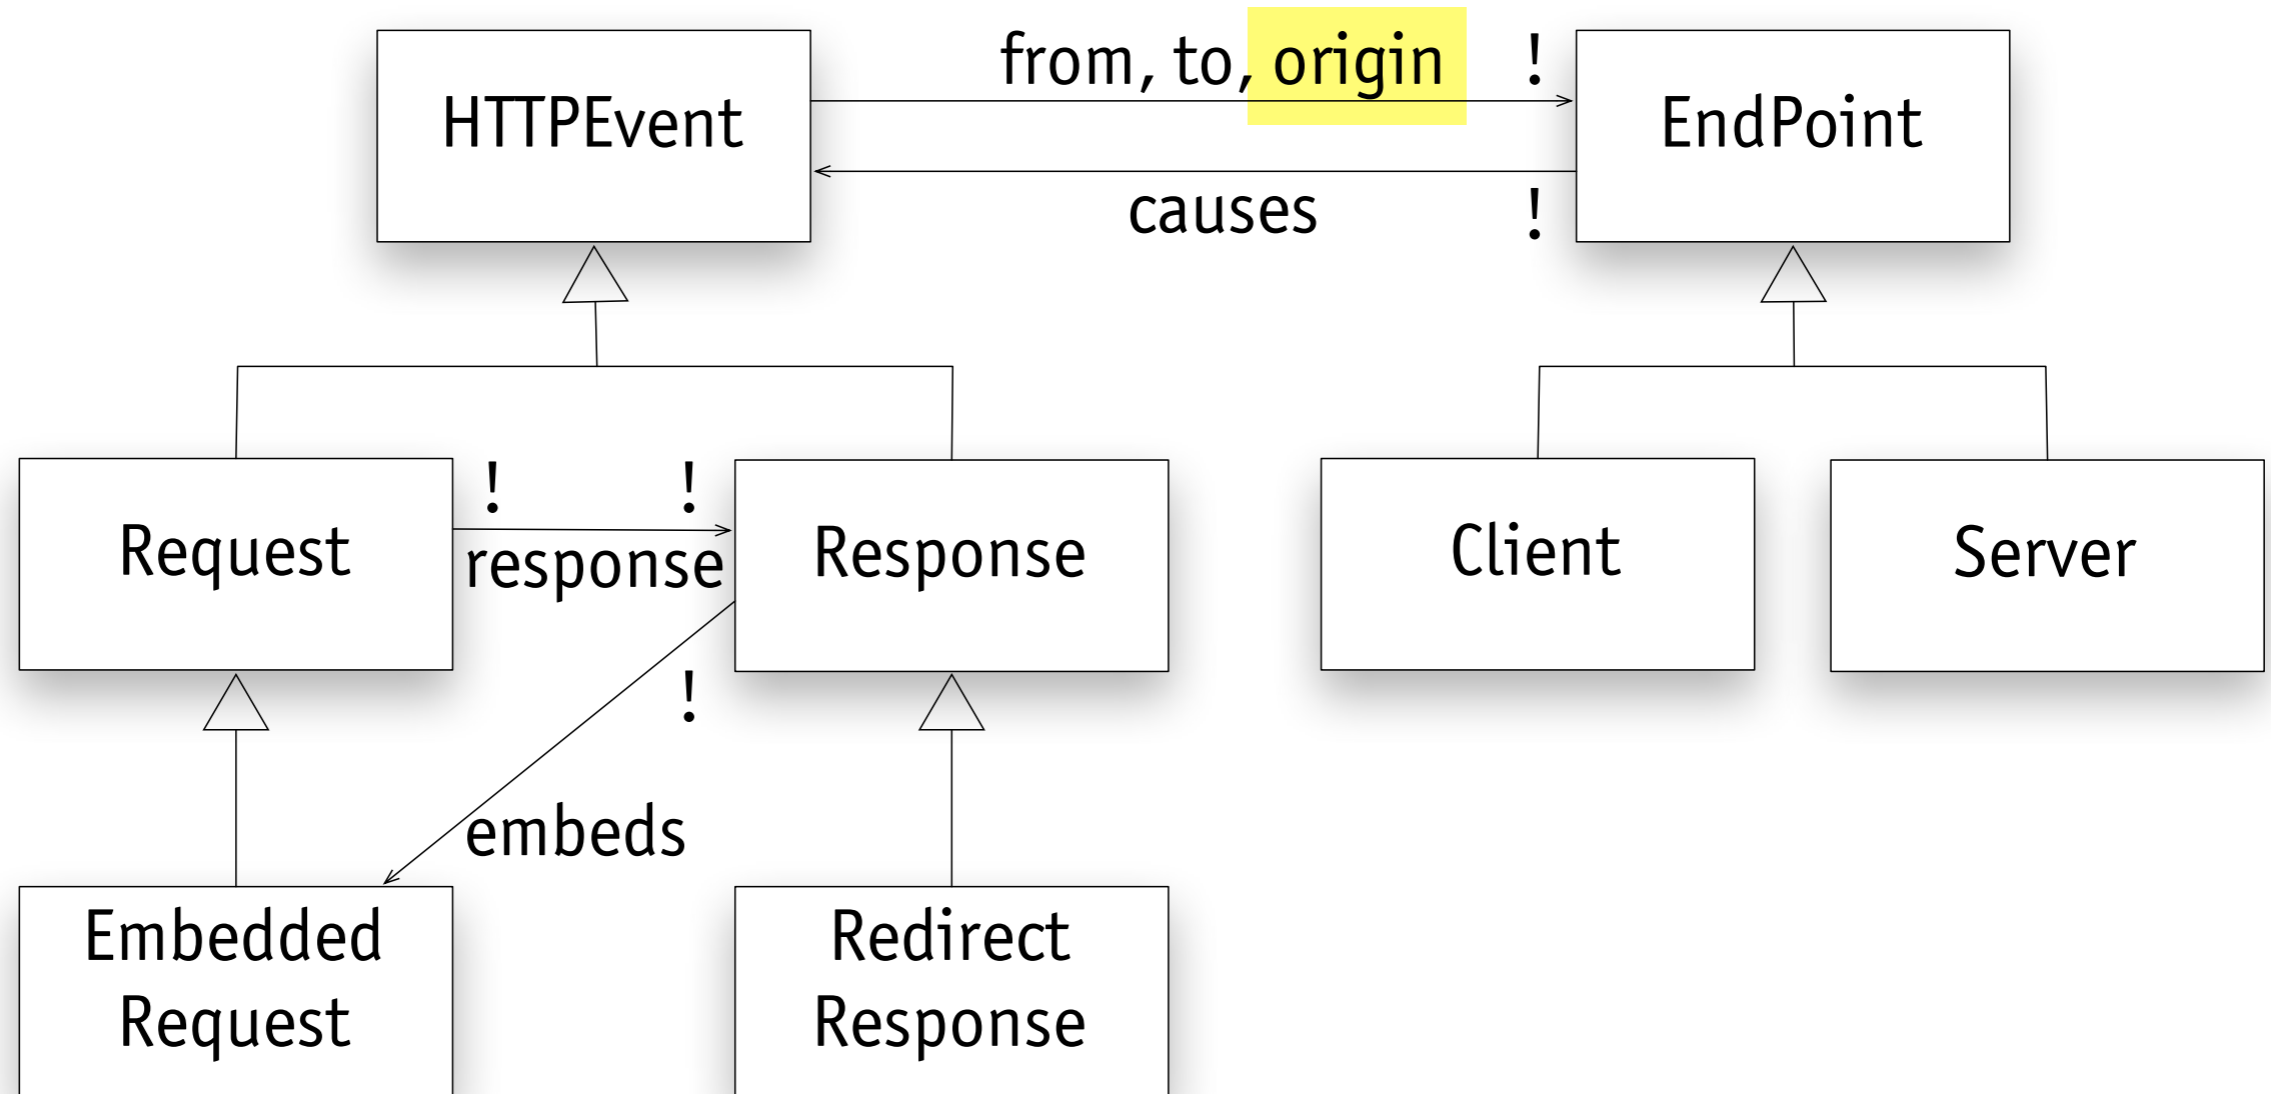 from, to, origin !
HTTPEvent
EndPoint
causes !
! !
Request
response
Response
Client
Server
!
embeds
Embedded
Request
Redirect
Response